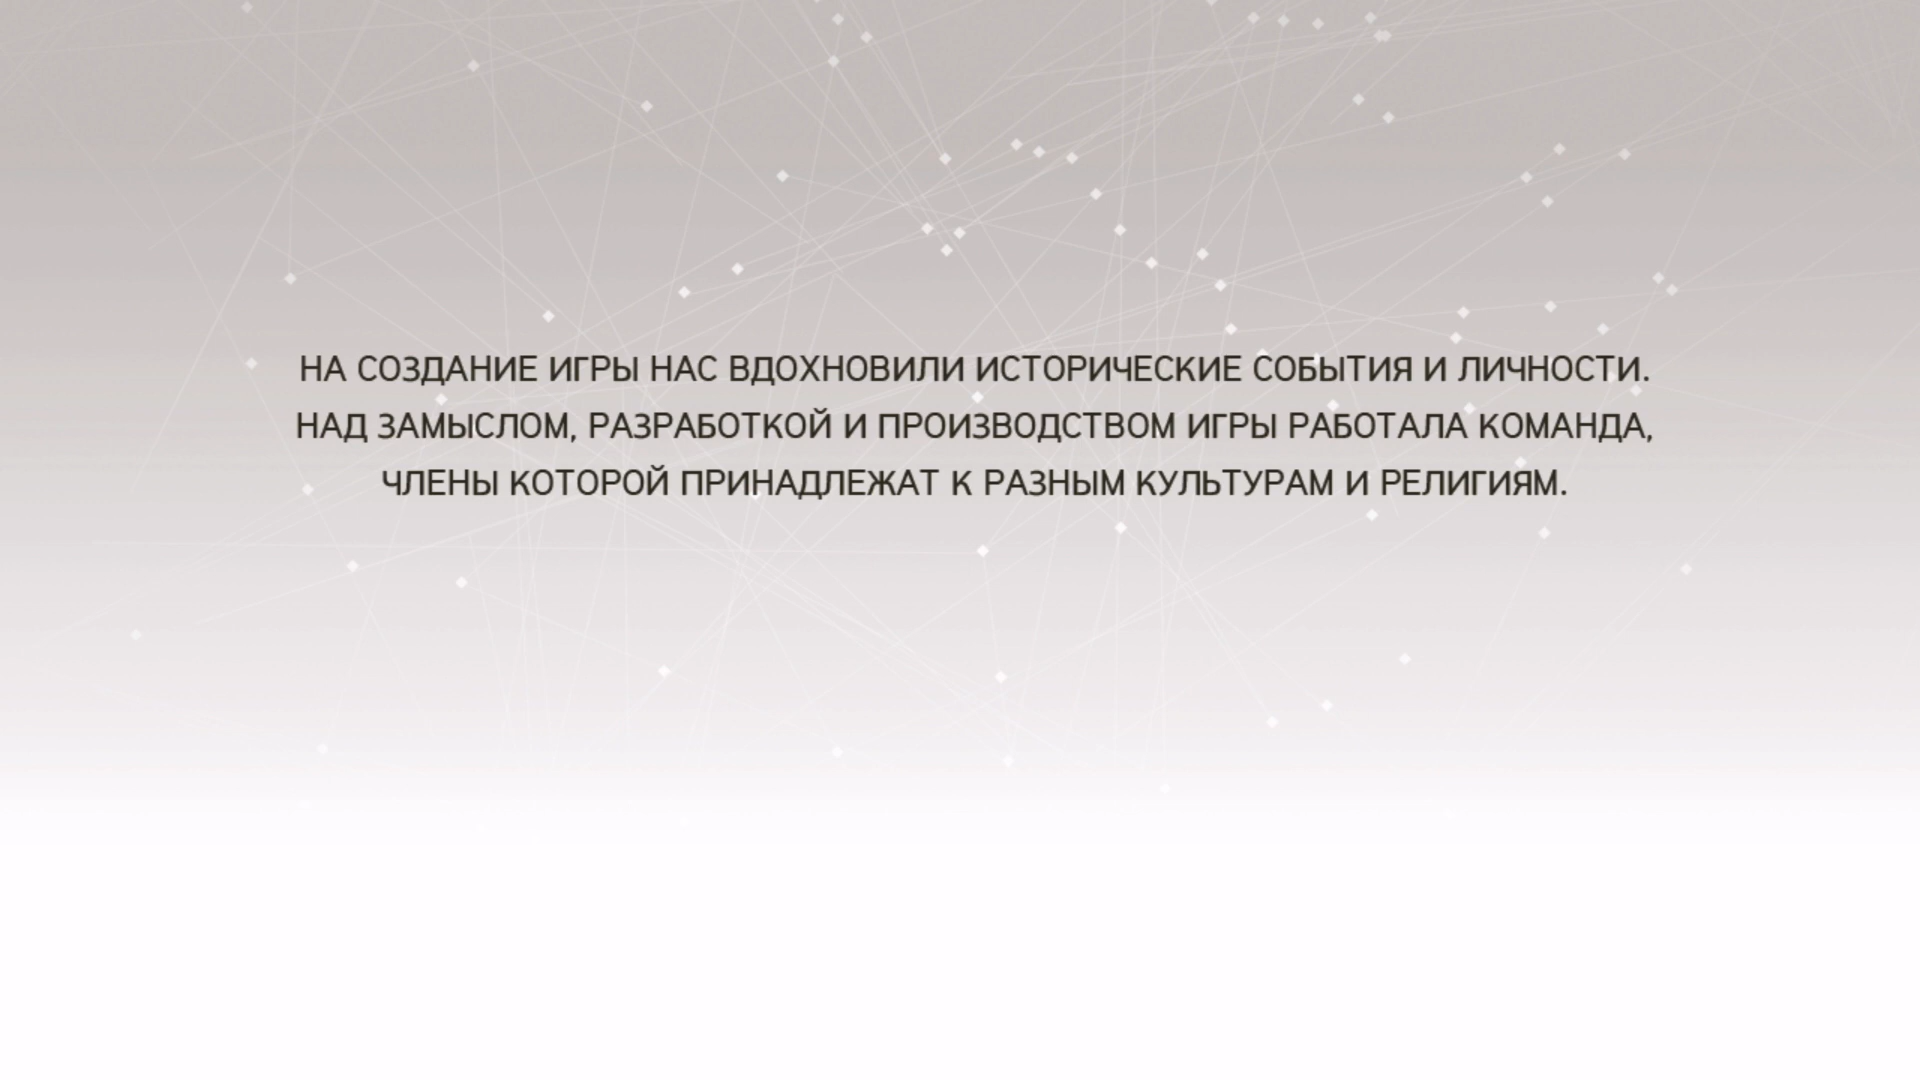 НА СОЗДАНИЕ ИГРЫ НАС ВДОХНОВИЛИ ИСТОРИЧЕСКИЕ СОБЫТИЯ И ЛИЧНОСТИ.
НАД ЗАМЫСЛОМ, РАЗРАБОТКОЙ И ПРОИЗВОДСТВОМ ИГРЫ РАБОТАЛА КОМАНДА,
ЧЛЕНЫ КОТОРОЙ ПРИНАДЛЕЖАТ К РАЗНЫМ КУЛЬТУРАМ И РЕЛИГИЯМ.